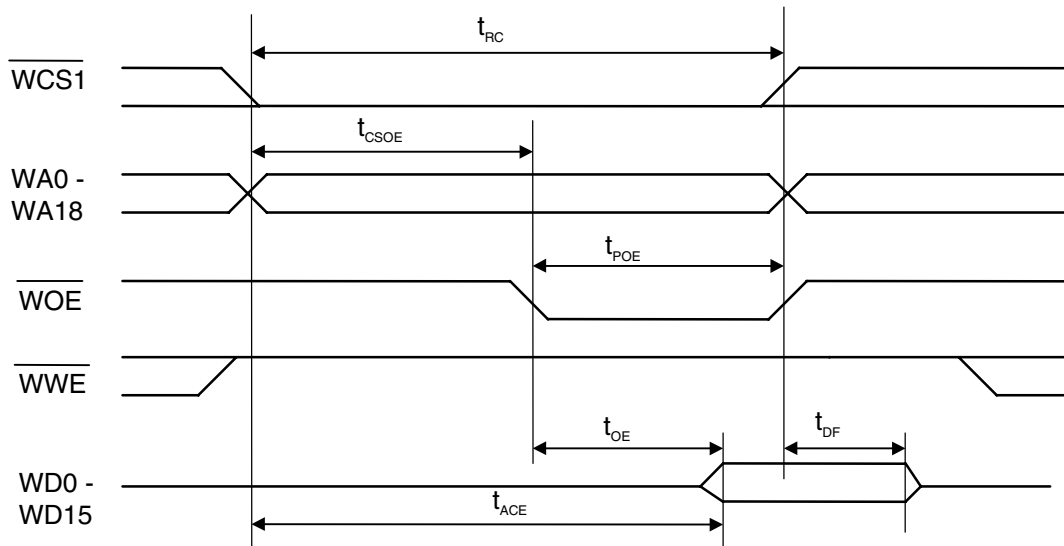 t_RC
WCS1
t_CSOE
WA0 -
WA18
t_POE
WOE
WWE
t_OE
t_DF
WD0 -
WD15
t_ACE